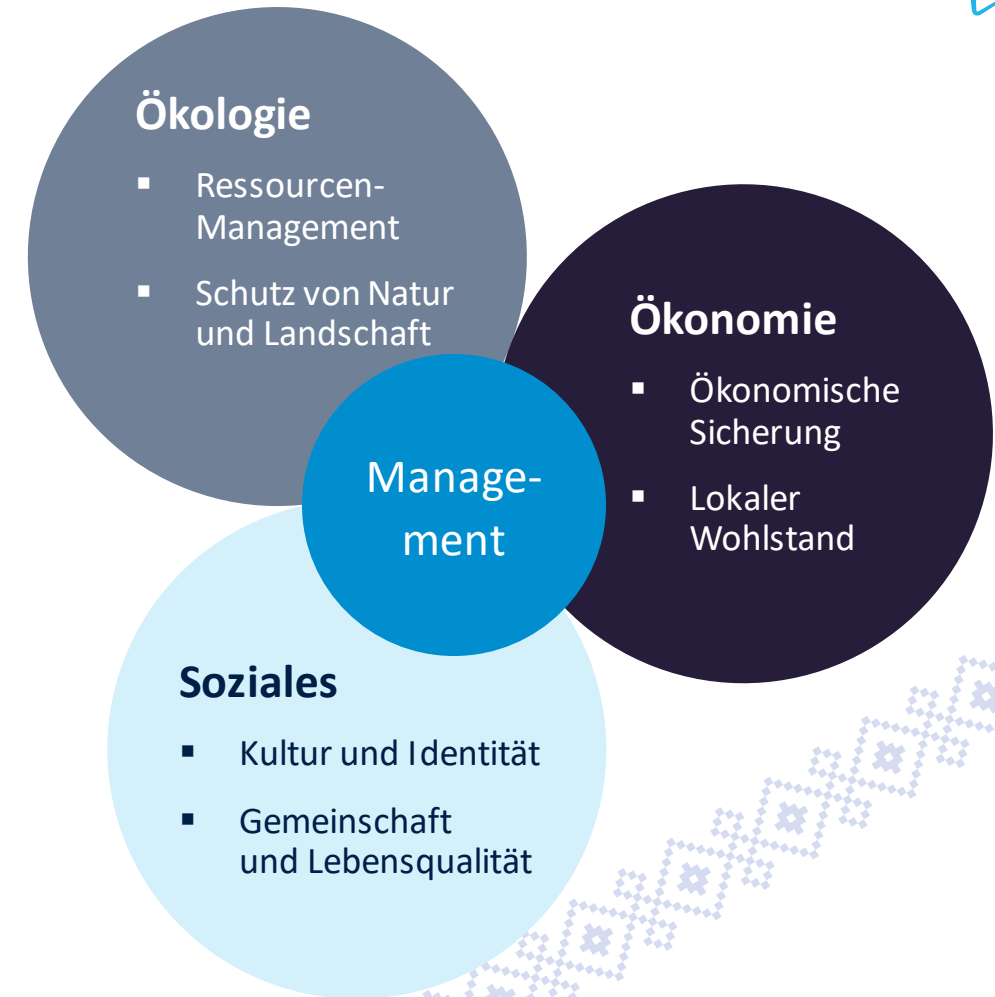 Ökologie
▪ Ressourcen-
Management
▪ Schutz von Natur
und Landschaft
Ökonomie
▪ Ökonomische
Sicherung
▪ Lokaler
Wohlstand
Manage-
ment
Soziales
▪ Kultur und Identität
▪ Gemeinschaft
und Lebensqualität